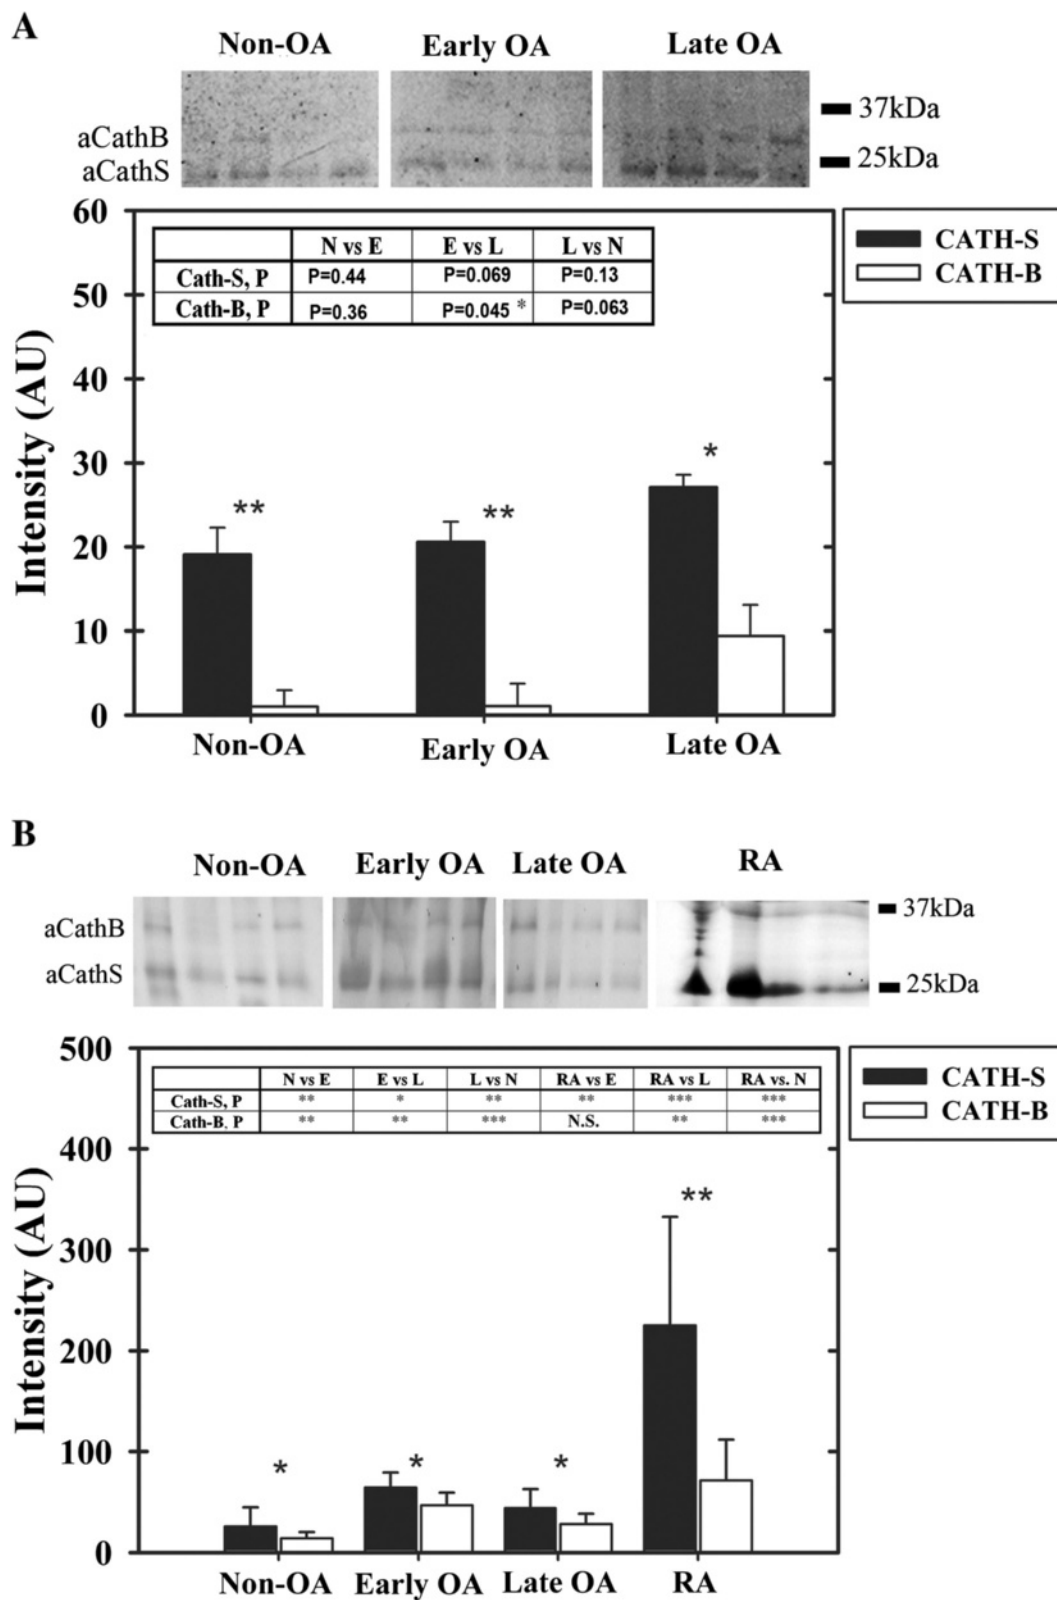 A
Non-OA Early OA Late OA
37kDa
aCathB
aCathS 25kDa
60
50
40
30
20
10
0
Intensity (AU)
N vs E E vs L L vs N
Cath-S, P P=0.44 P=0.069 P=0.13
Cath-B, P P=0.36 P=0.045 * P=0.063
CATH-S
CATH-B
** ** *
Non-OA Early OA Late OA
B
Non-OA Early OA Late OA RA
37kDa
aCathB
aCathS 25kDa
500
400
300
200
100
0
Intensity (AU)
N vs E E vs L L vs N RA vs E RA vs L RA vs. N
Cath-S, P ** * ** ** *** ***
Cath-B, P ** ** *** N.S. ** ***
CATH-S
CATH-B
* * * **
Non-OA Early OA Late OA RA